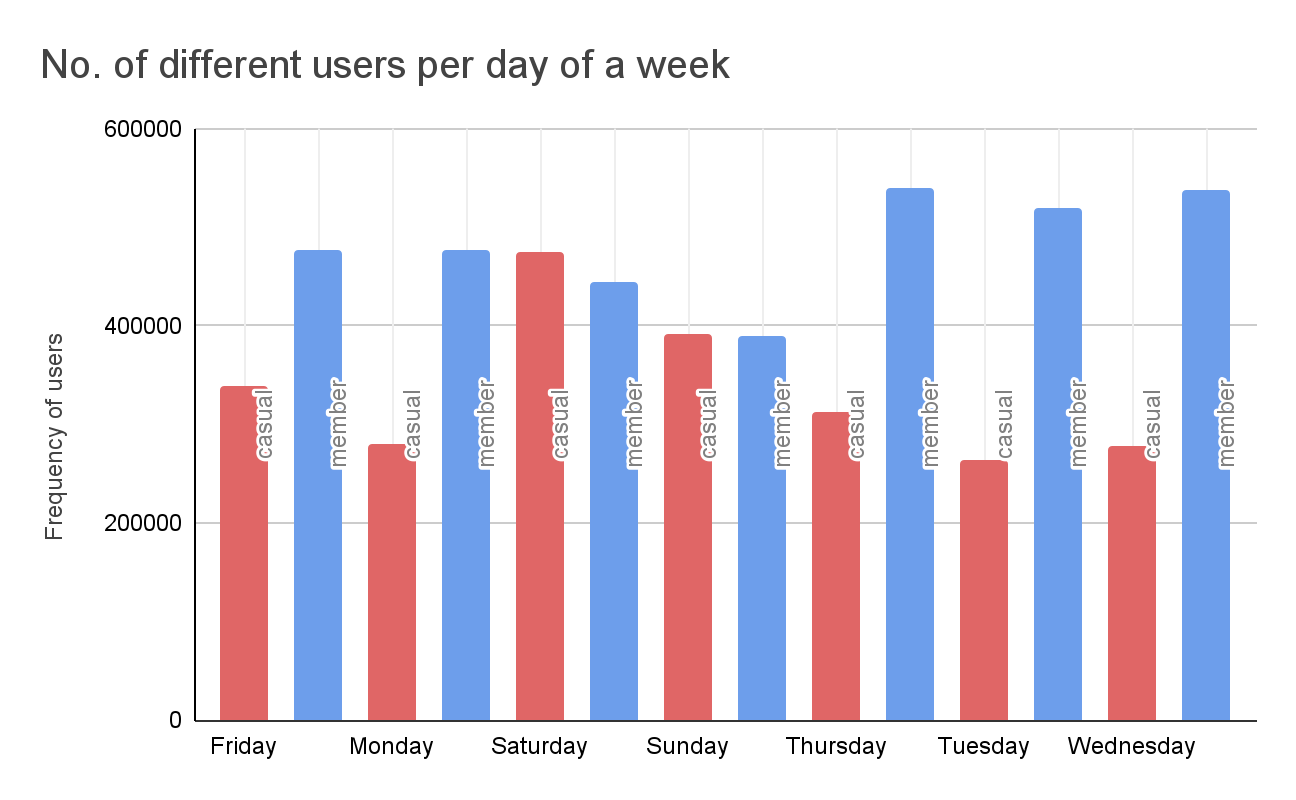 No. of different users per day of a week
Frequency of users
600000
400000
200000
0
casual
member
casual
member
casual
member
casual
member
casual
member
casual
member
casual
member
Friday
Monday
Saturday
Sunday
Thursday
Tuesday
Wednesday